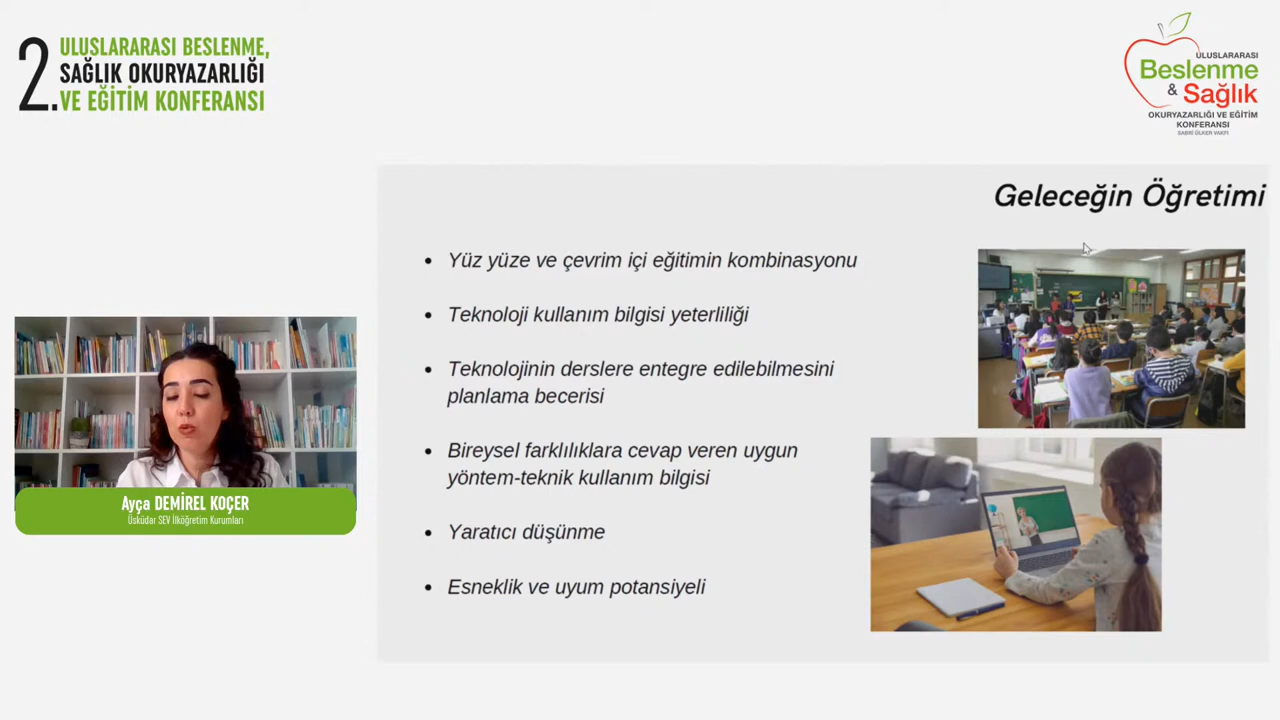 2. ULUSLARARASI BESLENME,
SAĞLIK OKURYAZARLIĞI
VE EĞİTİM KONFERANSI
ULUSLARARASI
Beslenme
& Sağlık
OKURYAZARLIĞI VE EĞİTİM
KONFERANSI
SABRİ ÜLKER VAKFI
Geleceğin Öğretimi
• Yüz yüze ve çevrim içi eğitimin kombinasyonu
• Teknoloji kullanım bilgisi yeterliliği
• Teknolojinin derslere entegre edilebilmesini
planlama becerisi
• Bireysel farklılıklara cevap veren uygun
yöntem-teknik kullanım bilgisi
• Yaratıcı düşünme
• Esneklik ve uyum potansiyeli
Ayça DEMİREL KOÇER
Üsküdar SEV İlköğretim Kurumları